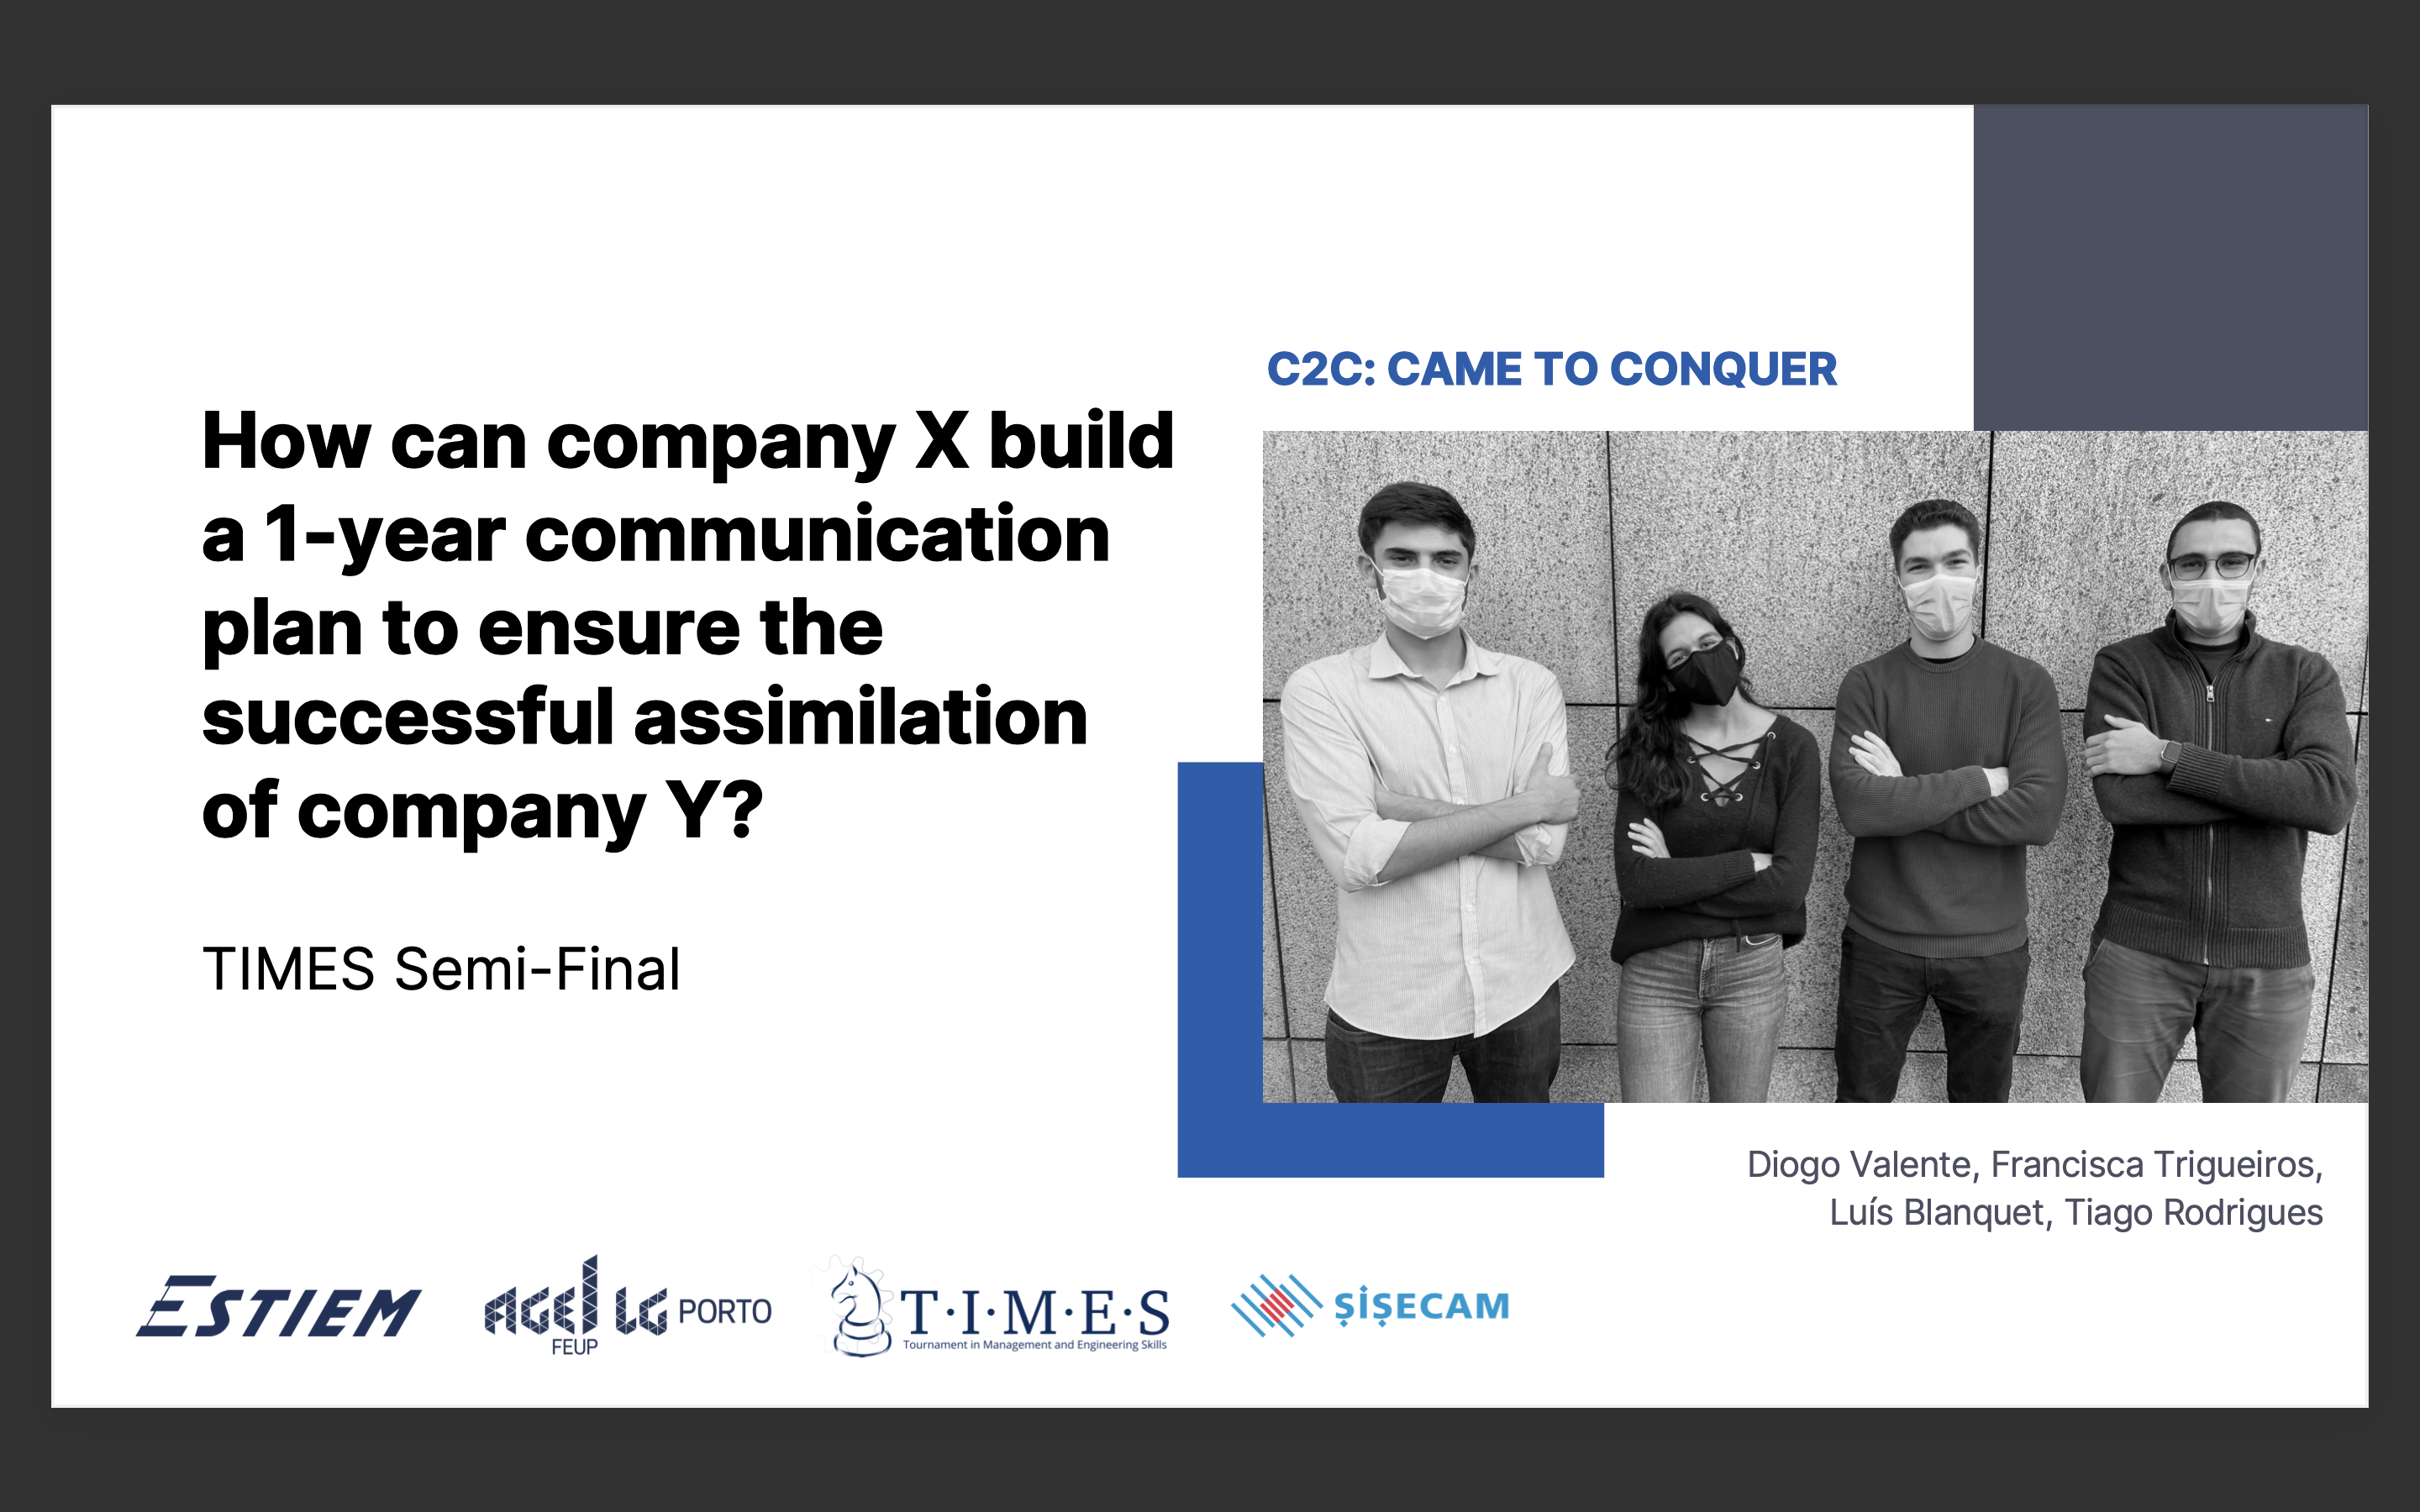 How can company X build
a 1-year communication
plan to ensure the
successful assimilation
of company Y?
TIMES Semi-Final
C2C: CAME TO CONQUER
Diogo Valente, Francisca Trigueiros,
Luís Blanquet, Tiago Rodrigues
ESTIEM
AGEI LG PORTO
FEUP
T·I·M·E·S
Tournament in Management and Engineering Skills
ŞİŞECAM